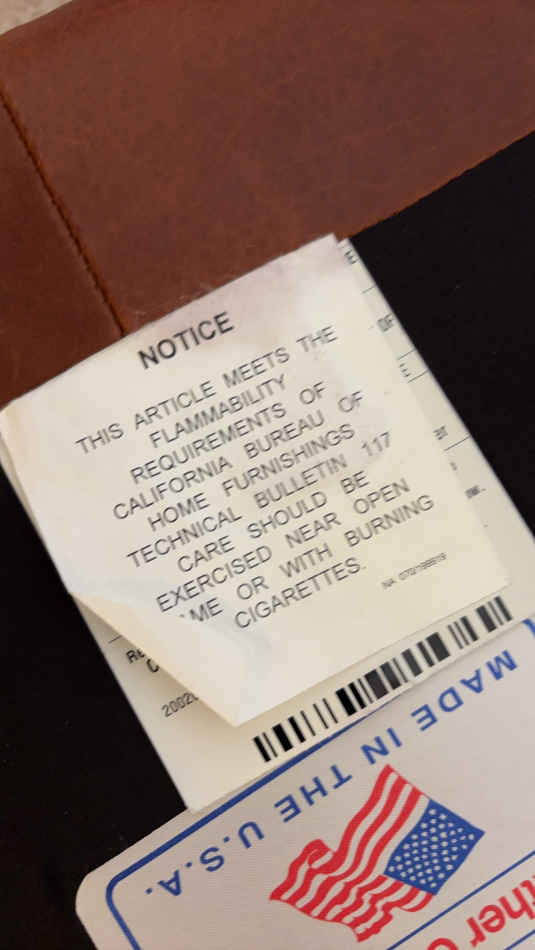 NOTICE
THIS ARTICLE MEETS THE
FLAMMABILITY
REQUIREMENTS OF
CALIFORNIA BUREAU OF
HOME FURNISHINGS
TECHNICAL BULLETIN 117
CARE SHOULD BE
EXERCISED NEAR OPEN
OR WITH BURNING
CIGARETTES.
MADE IN THE U.S.A.